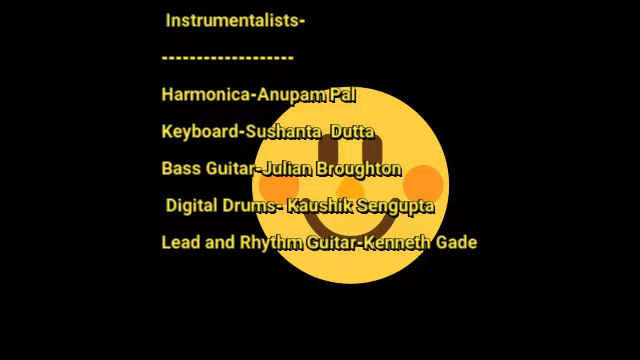 Instrumentalists-
-------------------
Harmonica-Anupam Pal
Keyboard-Sushanta  Dutta
Bass Guitar-Julian Broughton
Digital Drums- Kaushik Sengupta
Lead and Rhythm Guitar-Kenneth Gade